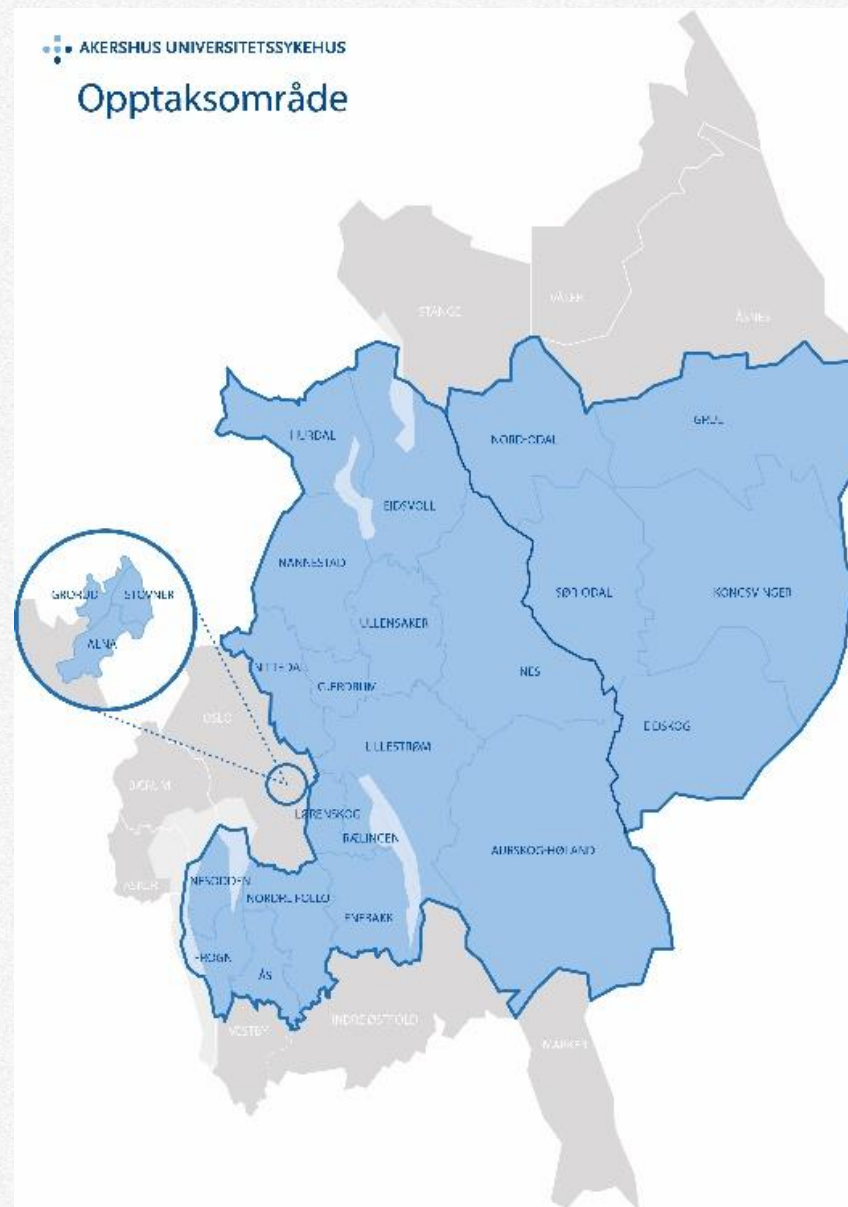 AKERSHUS UNIVERSITETSSYKEHUS
Opptaksområde
STANGE
VÅLER
ÅSNES
HURDAL
NORD-ODAL
GRUE
EIDSVOLL
NANNESTAD
GRORUD
STOVNER
SØR-ODAL
KONGSVINGER
ULLENSAKER
ALNA
NITTEDAL
NES
GJERDRUM
OSLO
EIDSKOG
LILLESTRØM
BÆRUM
LØRENSKOG
RÆLINGEN
AURSKOG-HØLAND
ASKER
NESODDEN
NORDRE FOLLO
ENEBAKK
FROGN
ÅS
INDRE ØSTFOLD
VESTBY
MARKER